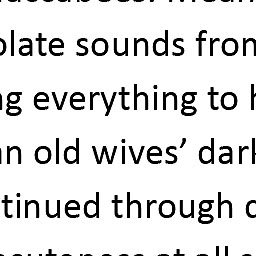 plate sounds from
ng everything to h
an old wives’ dark
tinued through d